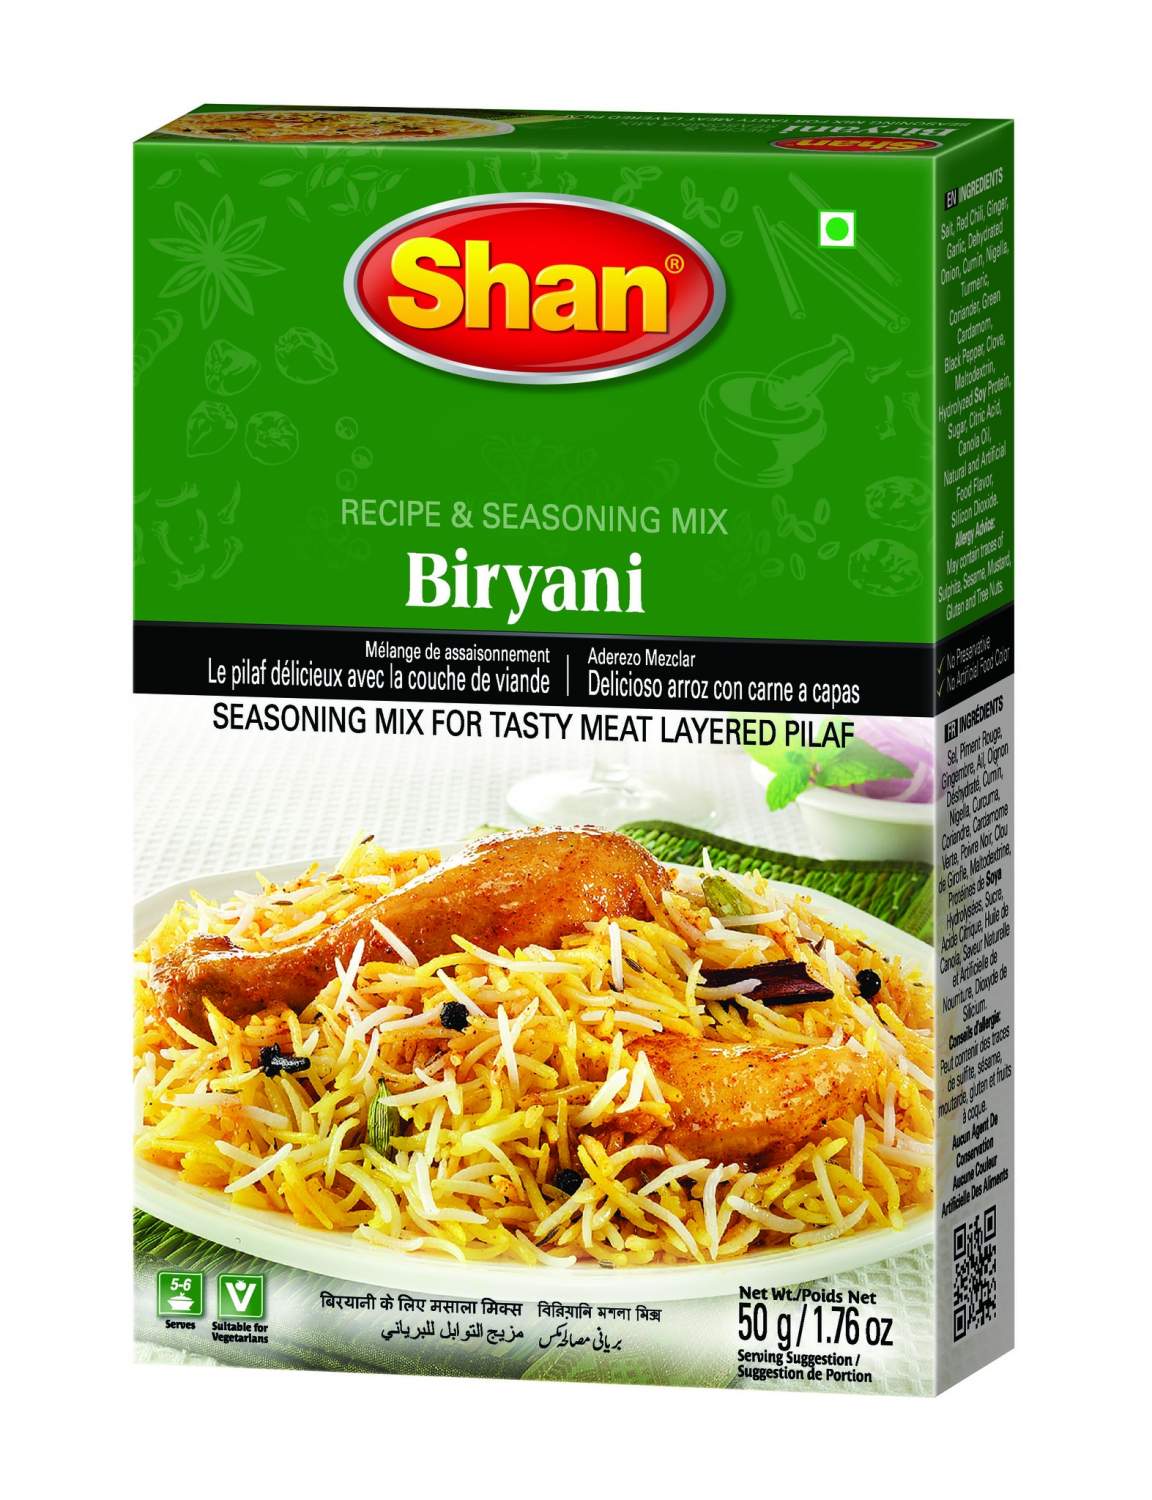 Biryani
Shan
Shan®
RECIPE & SEASONING MIX
Biryani
Mélange de assaisonnement
Le pilaf délicieux avec la couche de viande
Aderezo Mezclar
Delicioso arroz con carne a capas
SEASONING MIX FOR TASTY MEAT LAYERED PILAF
5-6
Serves
V
Suitable for
Vegetarians
बिरयानी के लिए मसाला मिक्स
বিরিয়ানি মশলা মিক্স
مزيج التوابل للبرياني
بریانی مصالحہ مکس
Net Wt./Poids Net
50 g/1.76 oz
Serving Suggestion /
Suggestion de Portion
EN INGREDIENTS
Salt, Red Chili, Ginger,
Garlic, Dehydrated
Onion, Cumin, Nigella,
Turmeric,
Coriander, Green
Cardamom,
Black Pepper, Clove,
Maltodextrin,
Hydrolyzed Soy Protein,
Sugar, Citric Acid,
Canola Oil,
Natural and Artificial
Food Flavor,
Silicon Dioxide.
Allergy Advice:
May contain traces of
Sulphite, Sesame, Mustard,
Gluten and Tree Nuts.
✓ No Preservative
✓ No Artificial Food Color
FR INGRÉDIENTS
Sel, Piment Rouge,
Gingembre, Ail, Oignon
Déshydraté, Cumin,
Nigella, Curcuma,
Coriandre, Cardamome
Verte, Poivre Noir, Clou
de Girofle, Maltodextrine,
Protéines de Soya
Hydrolysées, Sucre,
Acide Citrique, Huile de
Canola, Saveur Naturelle
et Artificielle de
Nourriture, Dioxyde de
Silicium.
Conseils d'allergie:
Peut contenir des traces
de sulfite, sésame,
moutarde, gluten et fruits
à coque.
Aucun Agent De
Conservation
Aucune Couleur
Artificielle Des Aliments